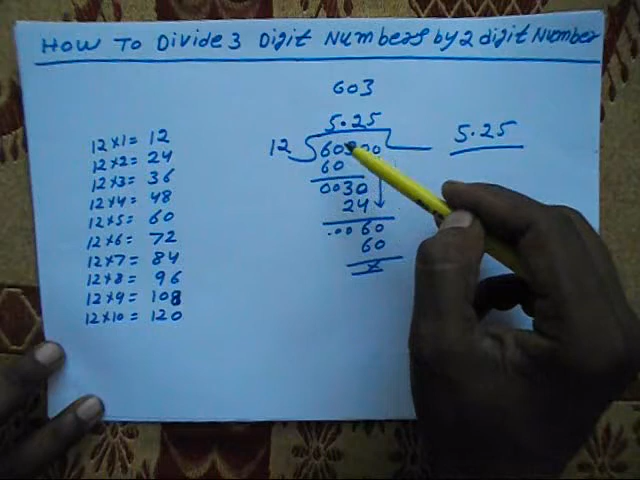 How To Divide 3 Digit Numbers by 2 digit Number
603
5.25
12 60300
60
0030
24
.0060
60
x
5.25
12x1= 12
12x2= 24
12x3= 36
12x4= 48
12x5= 60
12x6= 72
12x7= 84
12x8= 96
12x9= 108
12x10= 120